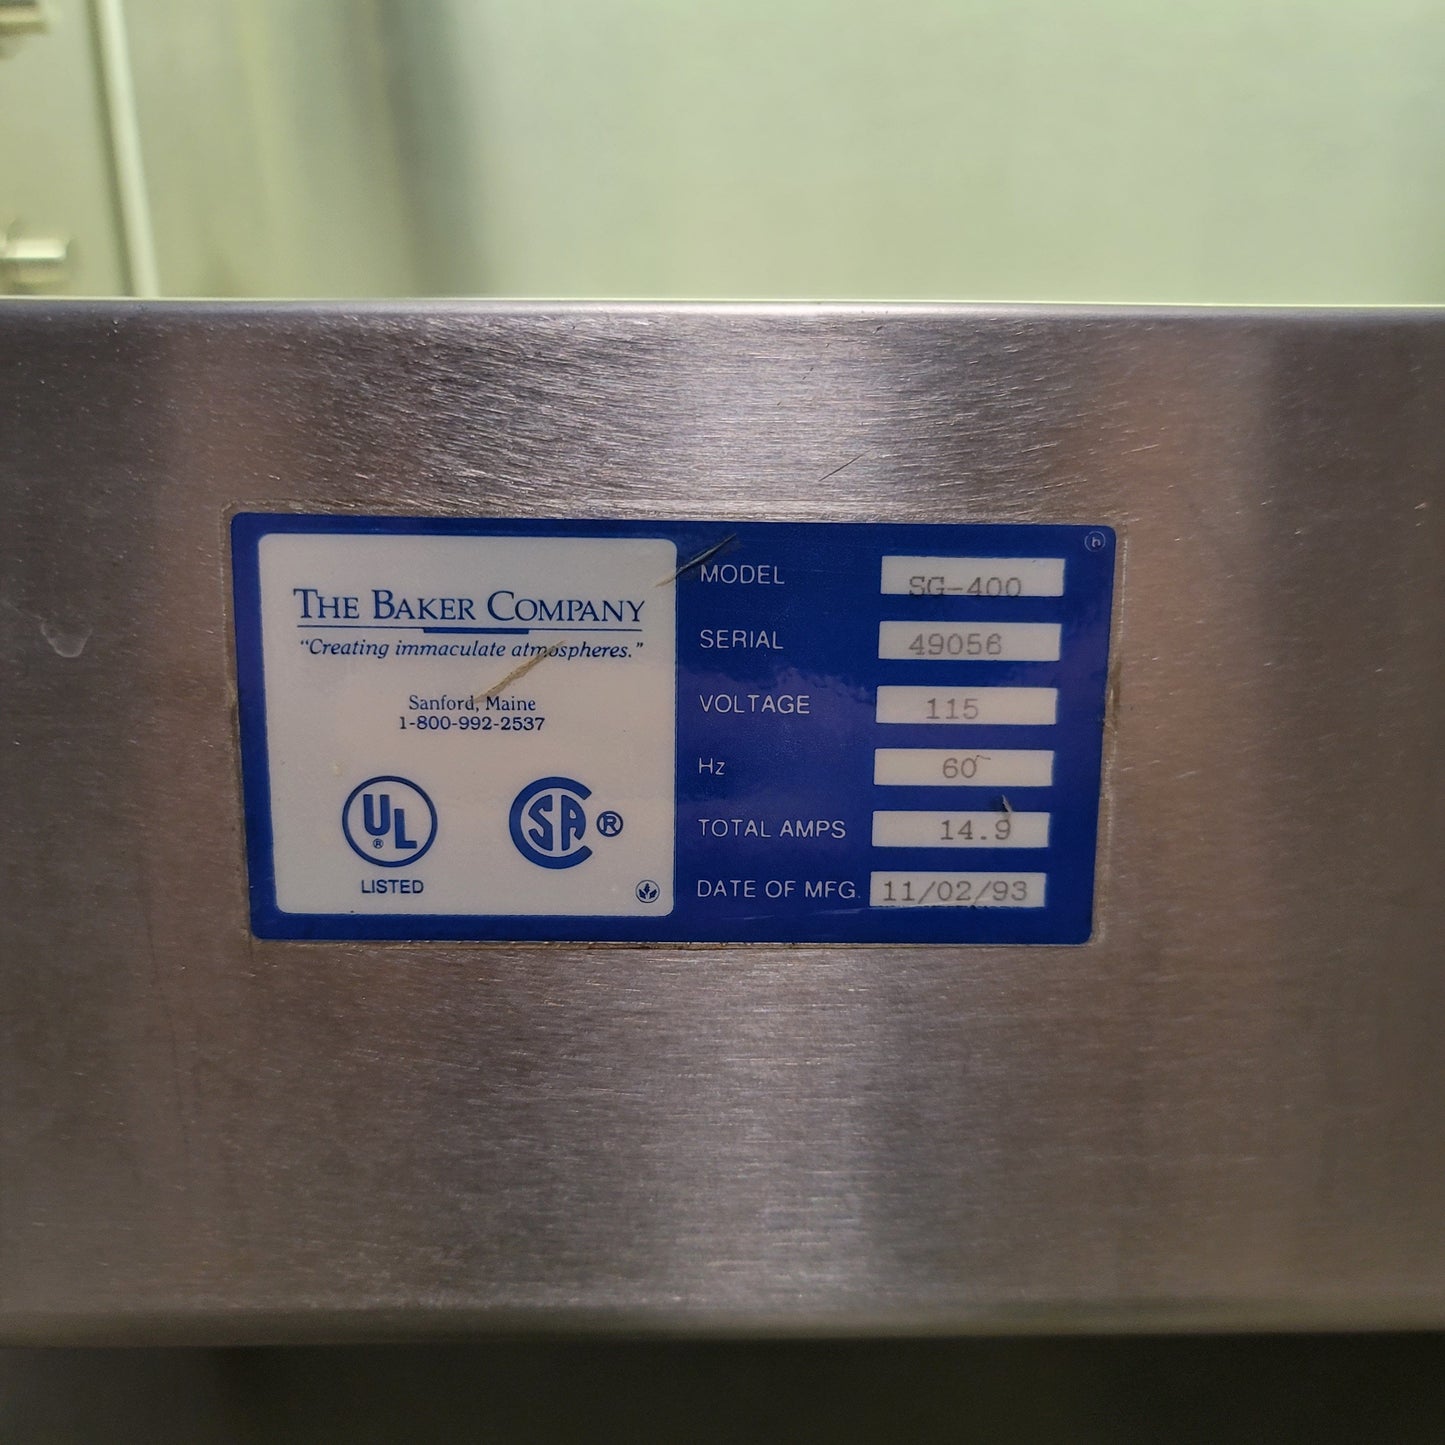 THE BAKER COMPANY
"Creating immaculate atmospheres."
Sanford, Maine
1-800-992-2537
UL®
LISTED
CSA ®
h
MODEL SG-400
SERIAL 49056
VOLTAGE 115
Hz 60
TOTAL AMPS 14.9
DATE OF MFG. 11/02/93